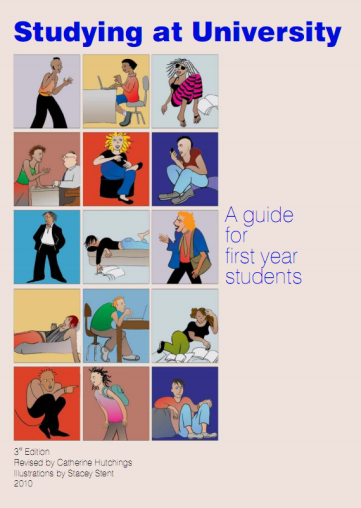 Studying at University
A guide
for
first year
students
3rd Edition
Revised by Catherine Hutchings
Illustrations by Stacey Stent
2010